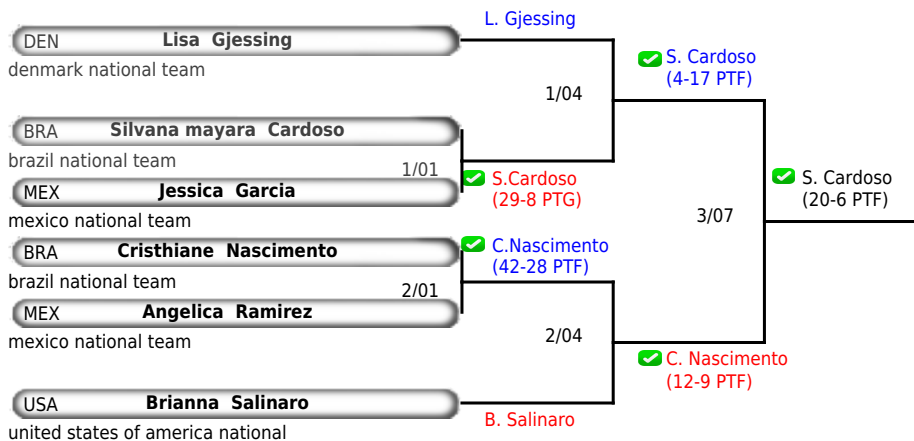 L. Gjessing
DEN Lisa Gjessing
denmark national team
S. Cardoso
(4-17 PTF)
1/04
BRA Silvana mayara Cardoso
brazil national team
1/01
S.Cardoso
(29-8 PTG)
MEX Jessica Garcia
mexico national team
S. Cardoso
(20-6 PTF)
3/07
BRA Cristhiane Nascimento
brazil national team
C.Nascimento
(42-28 PTF)
2/01
MEX Angelica Ramirez
mexico national team
2/04
C. Nascimento
(12-9 PTF)
USA Brianna Salinaro
united states of america national
B. Salinaro